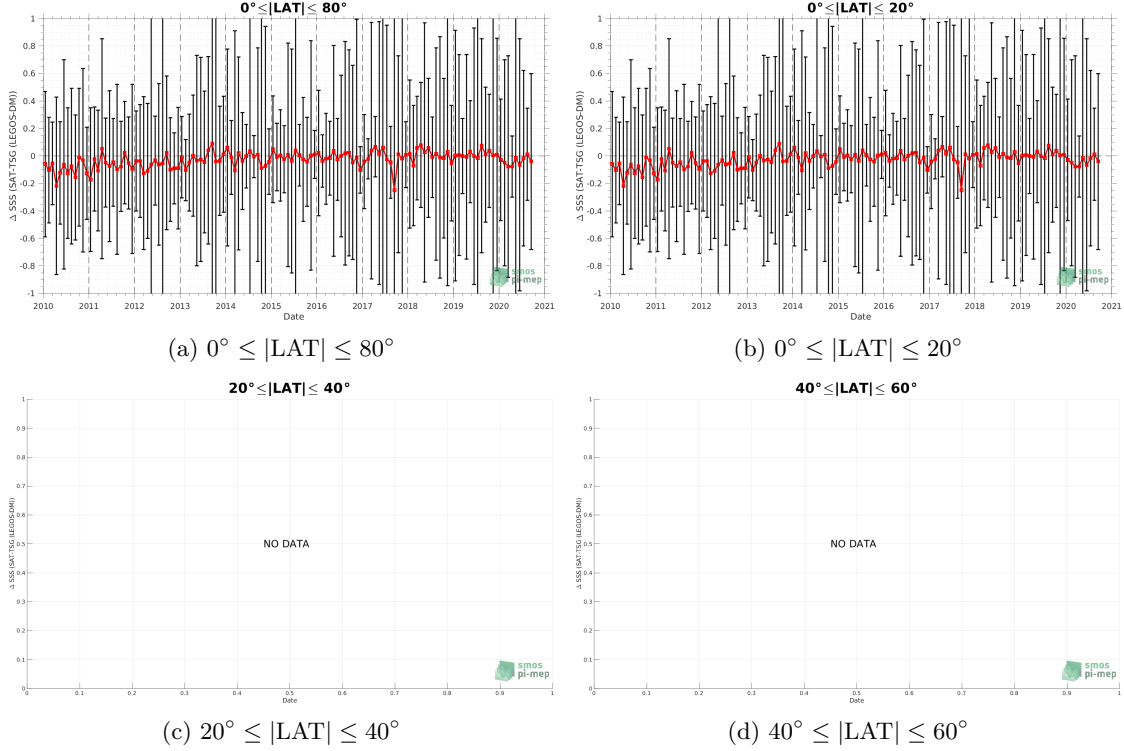 0°≤|LAT|≤ 80°
Δ SSS (SAT-TSG (LEGOS-DM))
1
0.8
0.6
0.4
0.2
0
-0.2
-0.4
-0.6
-0.8
-1
2010 2011 2012 2013 2014 2015 2016 2017 2018 2019 2020 2021
Date
smos
pi-mep
(a) 0° ≤ |LAT| ≤ 80°
0°≤|LAT|≤ 20°
Δ SSS (SAT-TSG (LEGOS-DM))
1
0.8
0.6
0.4
0.2
0
-0.2
-0.4
-0.6
-0.8
-1
2010 2011 2012 2013 2014 2015 2016 2017 2018 2019 2020 2021
Date
smos
pi-mep
(b) 0° ≤ |LAT| ≤ 20°
20°≤|LAT|≤ 40°
Δ SSS (SAT-TSG (LEGOS-DM))
1
0.9
0.8
0.7
0.6
0.5
0.4
0.3
0.2
0.1
0
NO DATA
0 0.1 0.2 0.3 0.4 0.5 0.6 0.7 0.8 0.9 1
Date
smos
pi-mep
(c) 20° ≤ |LAT| ≤ 40°
40°≤|LAT|≤ 60°
Δ SSS (SAT-TSG (LEGOS-DM))
1
0.9
0.8
0.7
0.6
0.5
0.4
0.3
0.2
0.1
0
NO DATA
0 0.1 0.2 0.3 0.4 0.5 0.6 0.7 0.8 0.9 1
Date
smos
pi-mep
(d) 40° ≤ |LAT| ≤ 60°